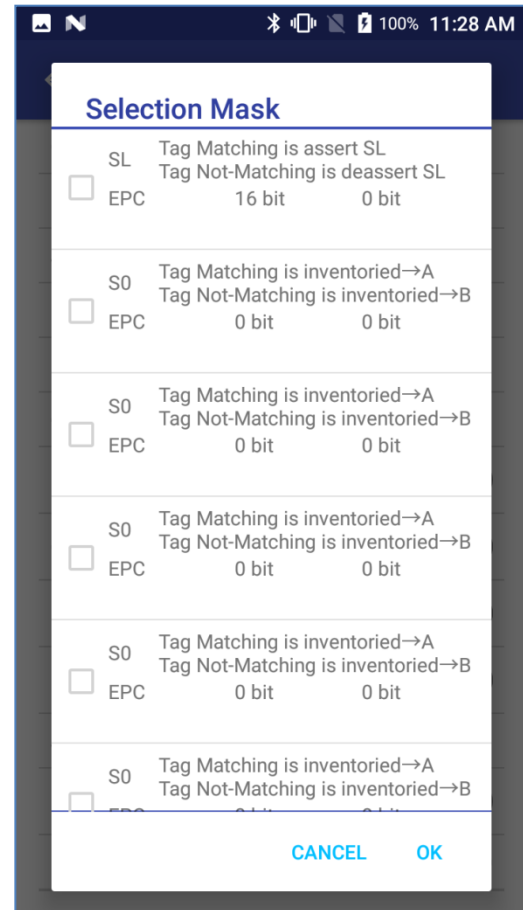 100% 11:28 AM
Selection Mask
SL Tag Matching is assert SL
Tag Not-Matching is deassert SL
EPC 16 bit 0 bit
S0 Tag Matching is inventoried→A
Tag Not-Matching is inventoried→B
EPC 0 bit 0 bit
S0 Tag Matching is inventoried→A
Tag Not-Matching is inventoried→B
EPC 0 bit 0 bit
S0 Tag Matching is inventoried→A
Tag Not-Matching is inventoried→B
EPC 0 bit 0 bit
S0 Tag Matching is inventoried→A
Tag Not-Matching is inventoried→B
EPC 0 bit 0 bit
S0 Tag Matching is inventoried→A
Tag Not-Matching is inventoried→B
CANCEL OK